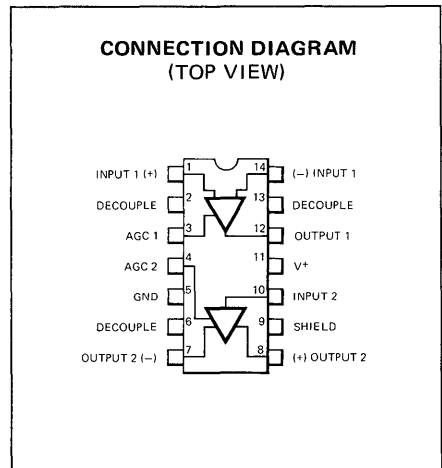 CONNECTION DIAGRAM
(TOP VIEW)
INPUT 1 (+) 1 14 (-) INPUT 1
DECOUPLE 2 13 DECOUPLE
AGC 1 3 12 OUTPUT 1
AGC 2 4 11 V+
GND 5 10 INPUT 2
DECOUPLE 6 9 SHIELD
OUTPUT 2 (-) 7 8 (+) OUTPUT 2